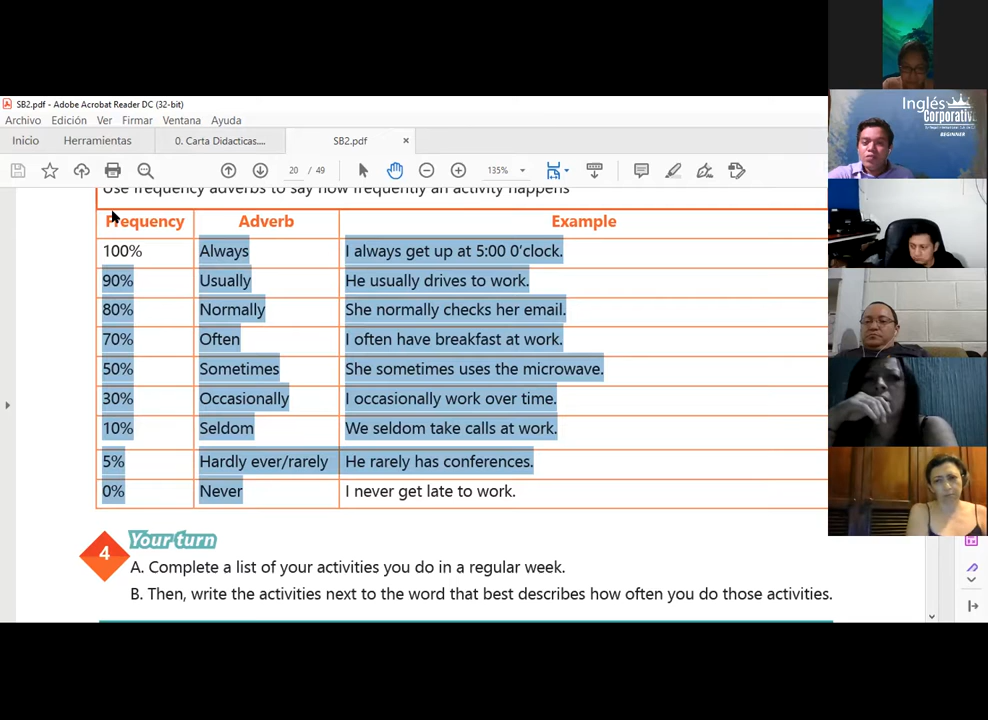 SB2.pdf - Adobe Acrobat Reader DC (32-bit)
Archivo Edición Ver Firmar Ventana Ayuda
Inicio Herramientas 0. Carta Didacticas.... SB2.pdf ×
20 / 49 135%
Use frequency adverbs to say how frequently an activity happens
Frequency Adverb Example
100% Always I always get up at 5:00 0'clock.
90% Usually He usually drives to work.
80% Normally She normally checks her email.
70% Often I often have breakfast at work.
50% Sometimes She sometimes uses the microwave.
30% Occasionally I occasionally work over time.
10% Seldom We seldom take calls at work.
5% Hardly ever/rarely He rarely has conferences.
0% Never I never get late to work.
4 Your turn
A. Complete a list of your activities you do in a regular week.
B. Then, write the activities next to the word that best describes how often you do those activities.
Inglés
Corporativo
BEGINNER